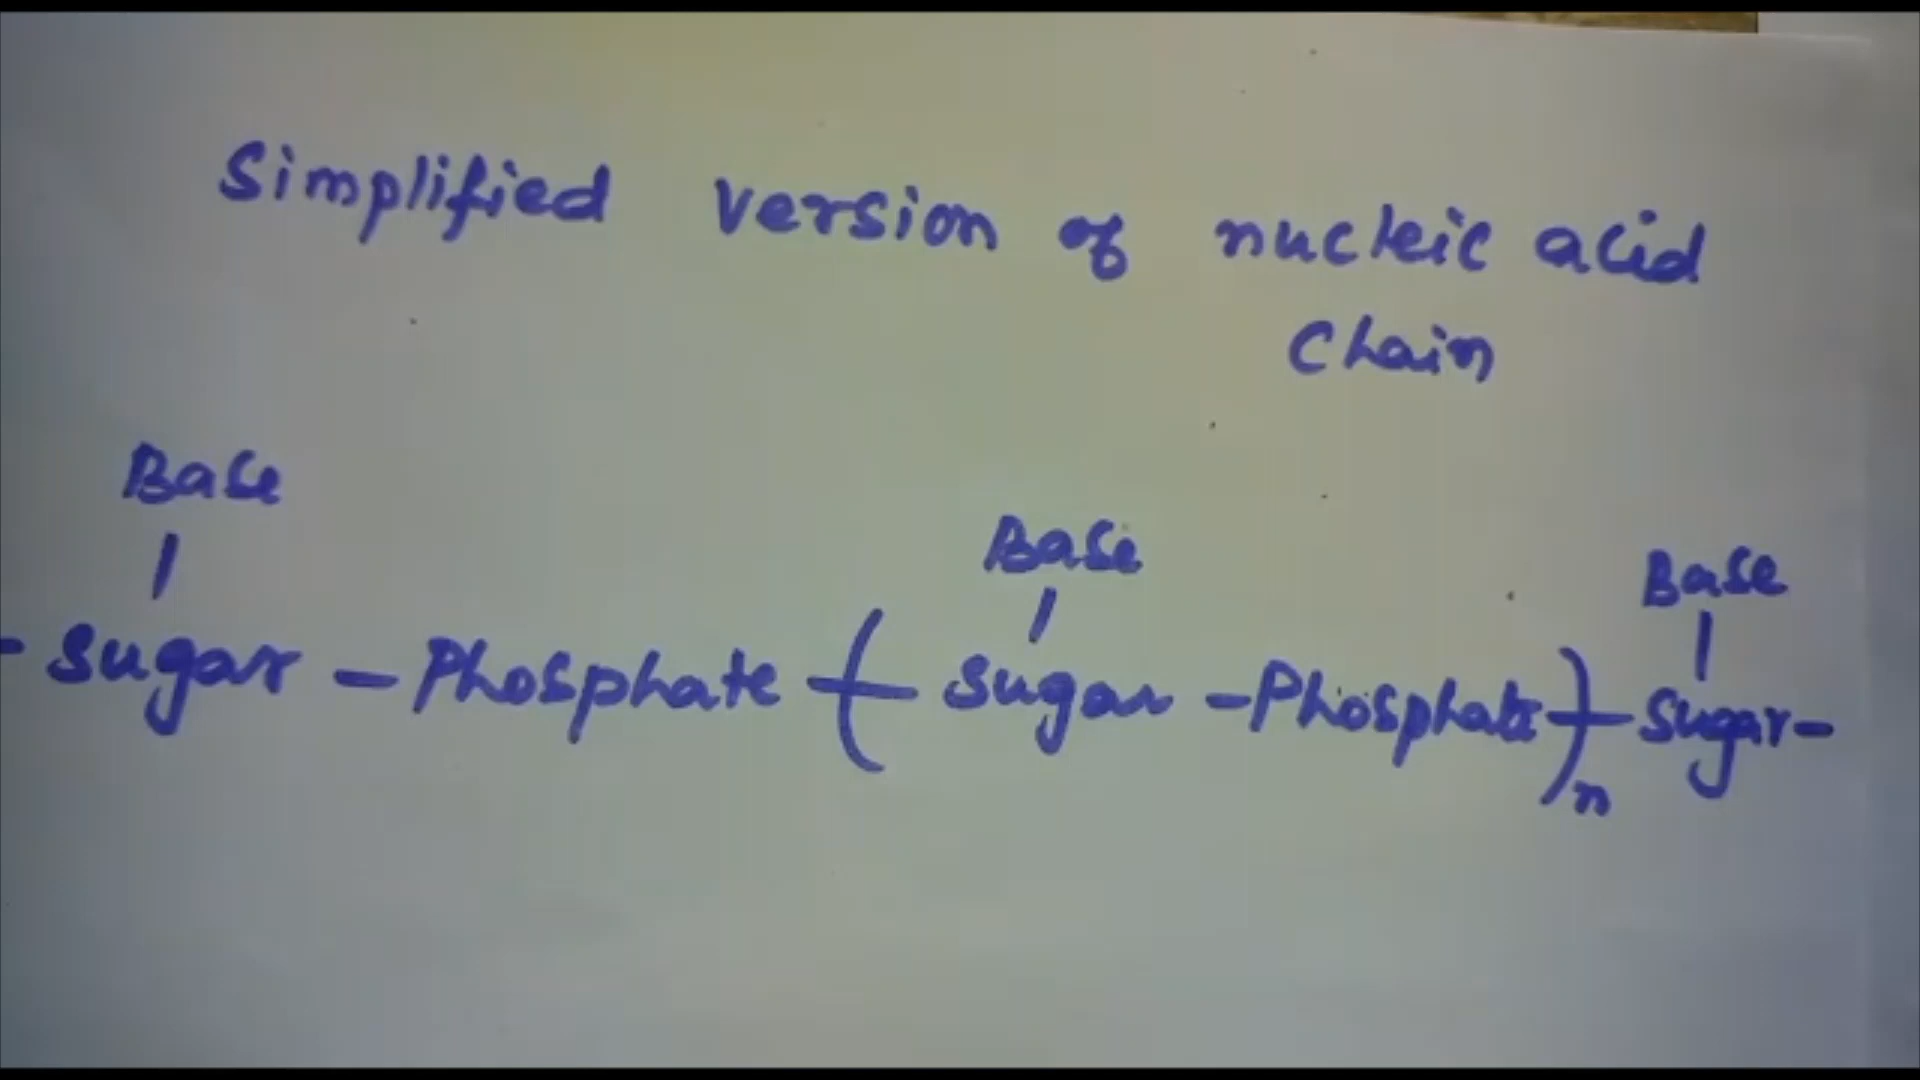 Simplified version of nucleic acid
Chain
Base Base Base
| | |
- Sugar - Phosphate -( Sugar - Phosphate )n- Sugar -